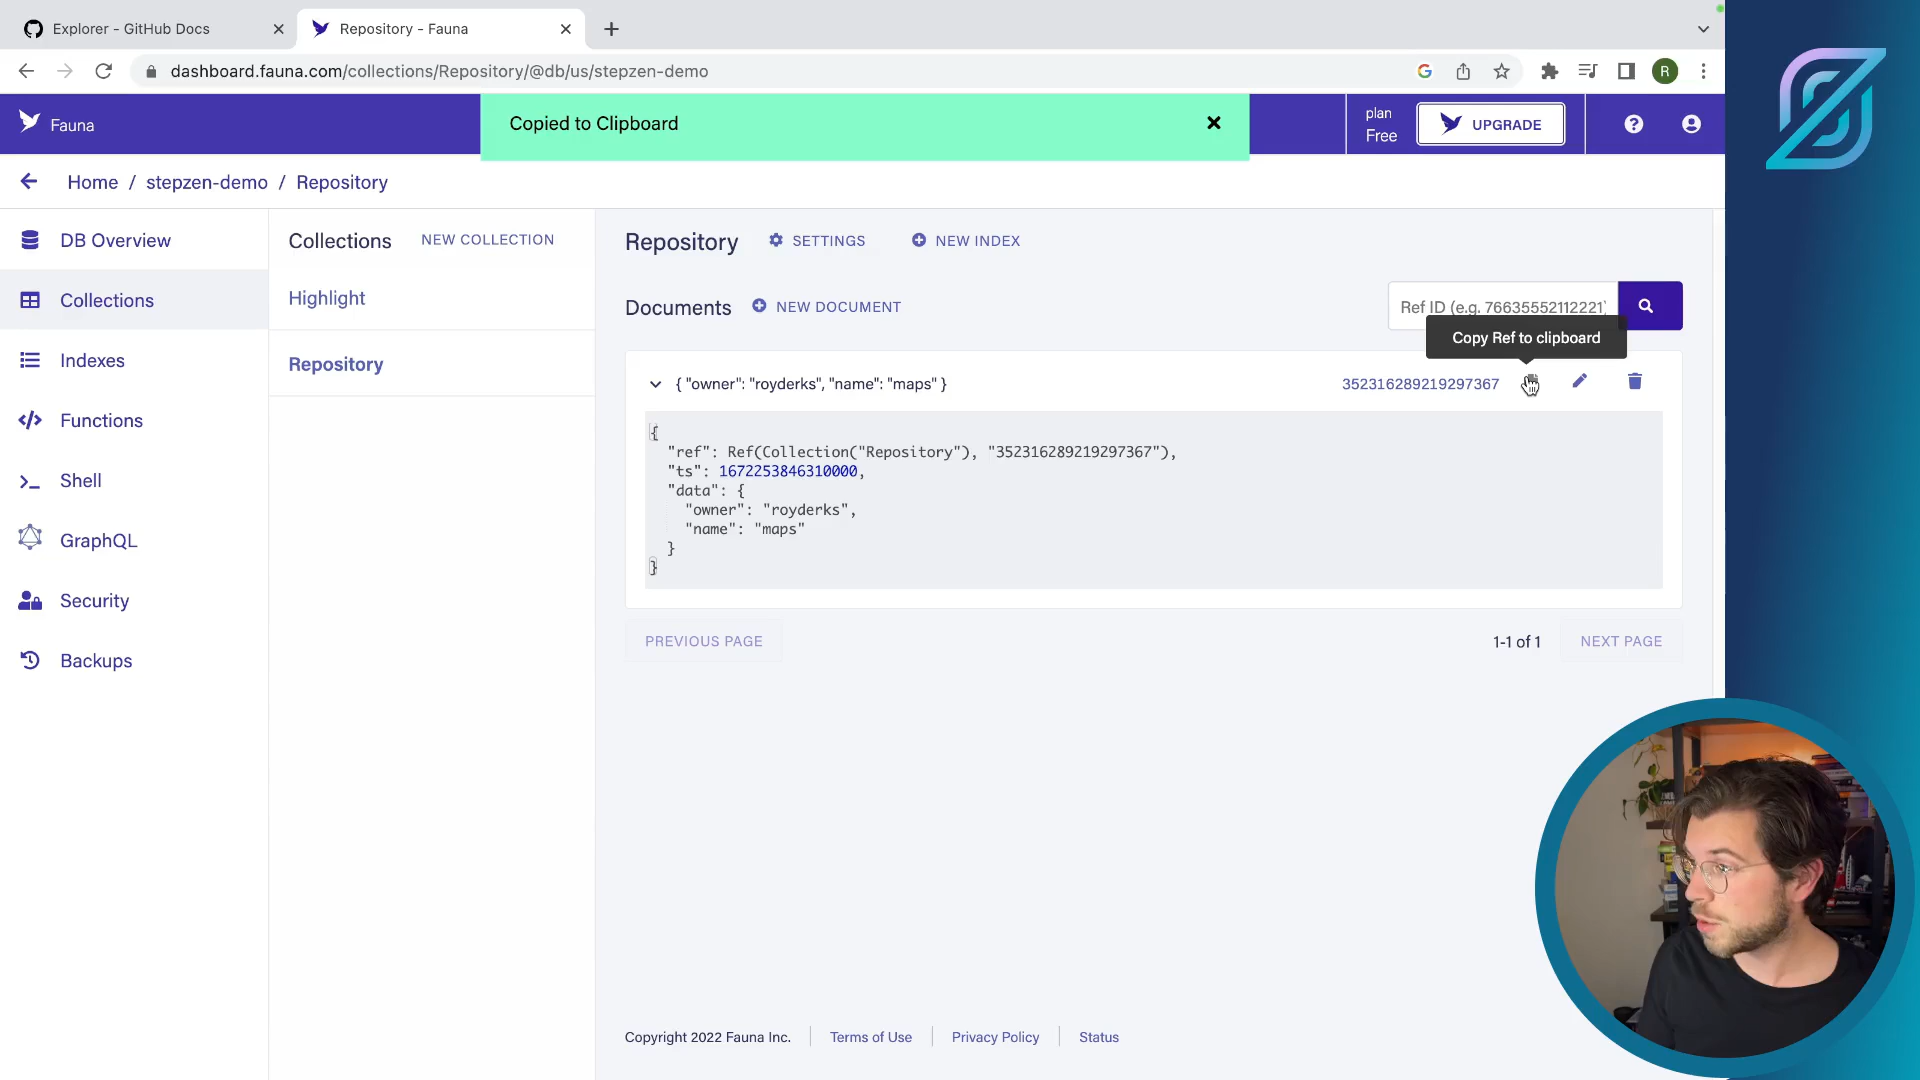 Explorer - GitHub Docs
Repository - Fauna
dashboard.fauna.com/collections/Repository/@db/us/stepzen-demo
R
Fauna
Copied to Clipboard
plan
Free
UPGRADE
Home / stepzen-demo / Repository
DB Overview
Collections
Indexes
Functions
Shell
GraphQL
Security
Backups
Collections
NEW COLLECTION
Highlight
Repository
Repository
SETTINGS
NEW INDEX
Documents
NEW DOCUMENT
Ref ID (e.g. 76635552112221)
Copy Ref to clipboard
{ "owner": "royderks", "name": "maps" }
352316289219297367
{
"ref": Ref(Collection("Repository"), "352316289219297367"),
"ts": 1672253846310000,
"data": {
"owner": "royderks",
"name": "maps"
}
}
PREVIOUS PAGE
1-1 of 1
NEXT PAGE
Copyright 2022 Fauna Inc.
Terms of Use
Privacy Policy
Status